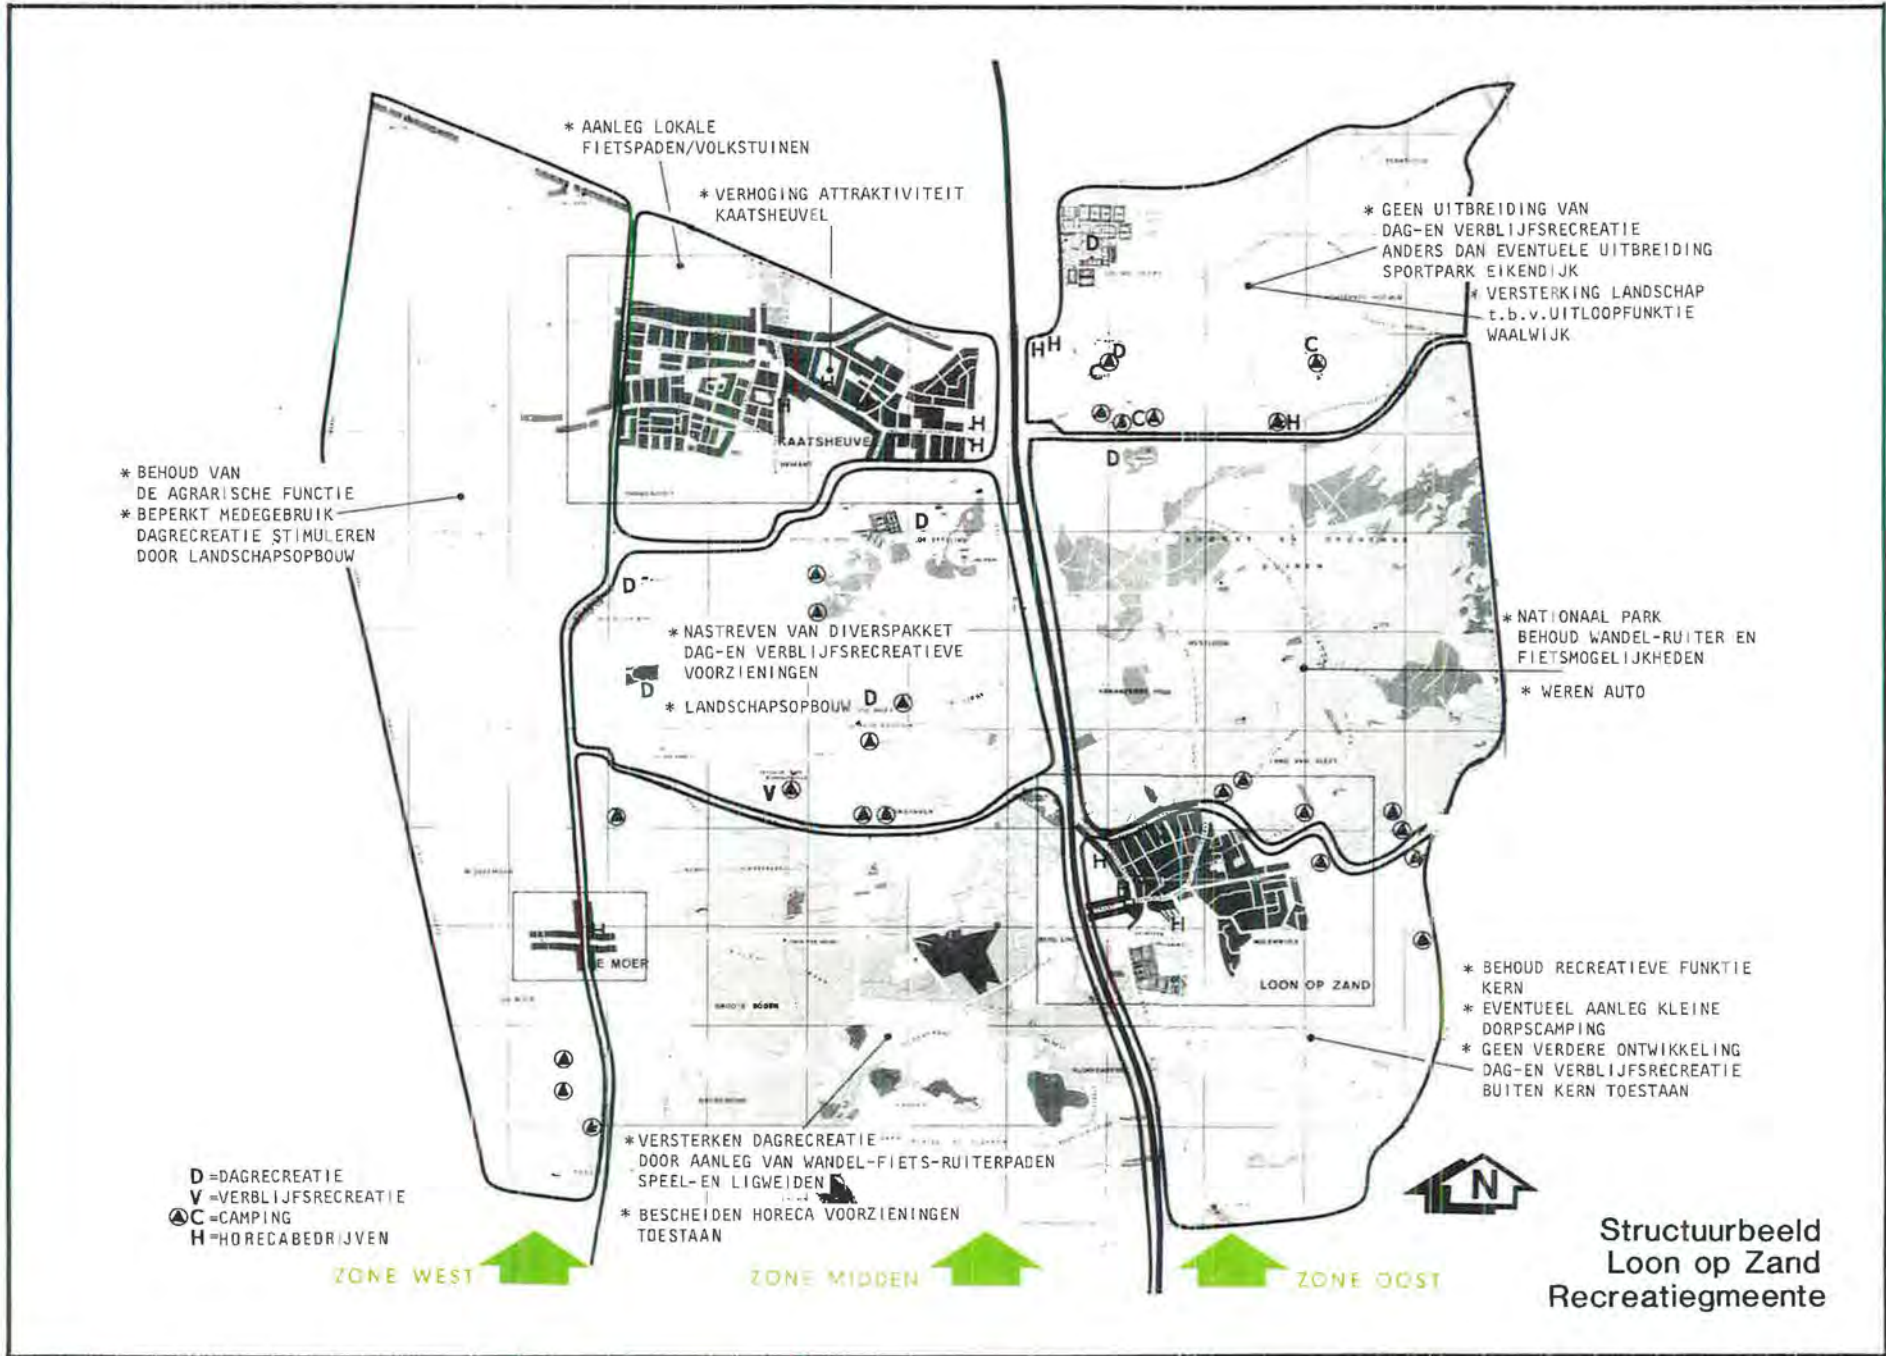 * AANLEG LOKALE
FIETSPADEN/VOLKSTUINEN
* VERHOGING ATTRAKTIVITEIT
KAATSHEUVEL
* GEEN UITBREIDING VAN
DAG-EN VERBLIJFSRECREATIE
ANDERS DAN EVENTUELE UITBREIDING
SPORTPARK EIKENDIJK
* VERSTERKING LANDSCHAP
t.b.v.UITLOOPFUNKTIE
WAALWIJK
D
H H
D
C
C
C
H
H
H
H
H
KAATSHEUVEL
D
* BEHOUD VAN
DE AGRARISCHE FUNCTIE
* BEPERKT MEDEGEBRUIK
DAGRECREATIE STIMULEREN
DOOR LANDSCHAPSOPBOUW
D
DE EFTELING
D
* NASTREVEN VAN DIVERSPAKKET
DAG-EN VERBLIJFSRECREATIEVE
VOORZIENINGEN
D
* LANDSCHAPSOPBOUW
D
* NATIONAAL PARK
BEHOUD WANDEL-RUITER EN
FIETSMOGELIJKHEDEN
* WEREN AUTO
V
H
H
H
DE MOER
LOON OP ZAND
* BEHOUD RECREATIEVE FUNKTIE
KERN
* EVENTUEEL AANLEG KLEINE
DORPSCAMPING
* GEEN VERDERE ONTWIKKELING
DAG-EN VERBLIJFSRECREATIE
BUITEN KERN TOESTAAN
* VERSTERKEN DAGRECREATIE
DOOR AANLEG VAN WANDEL-FIETS-RUITERPADEN
SPEEL-EN LIGWEIDEN
* BESCHEIDEN HORECA VOORZIENINGEN
TOESTAAN
D =DAGRECREATIE
V =VERBLIJFSRECREATIE
C =CAMPING
H =HORECABEDRIJVEN
N
ZONE WEST
ZONE MIDDEN
ZONE OOST
Structuurbeeld
Loon op Zand
Recreatiegmeente